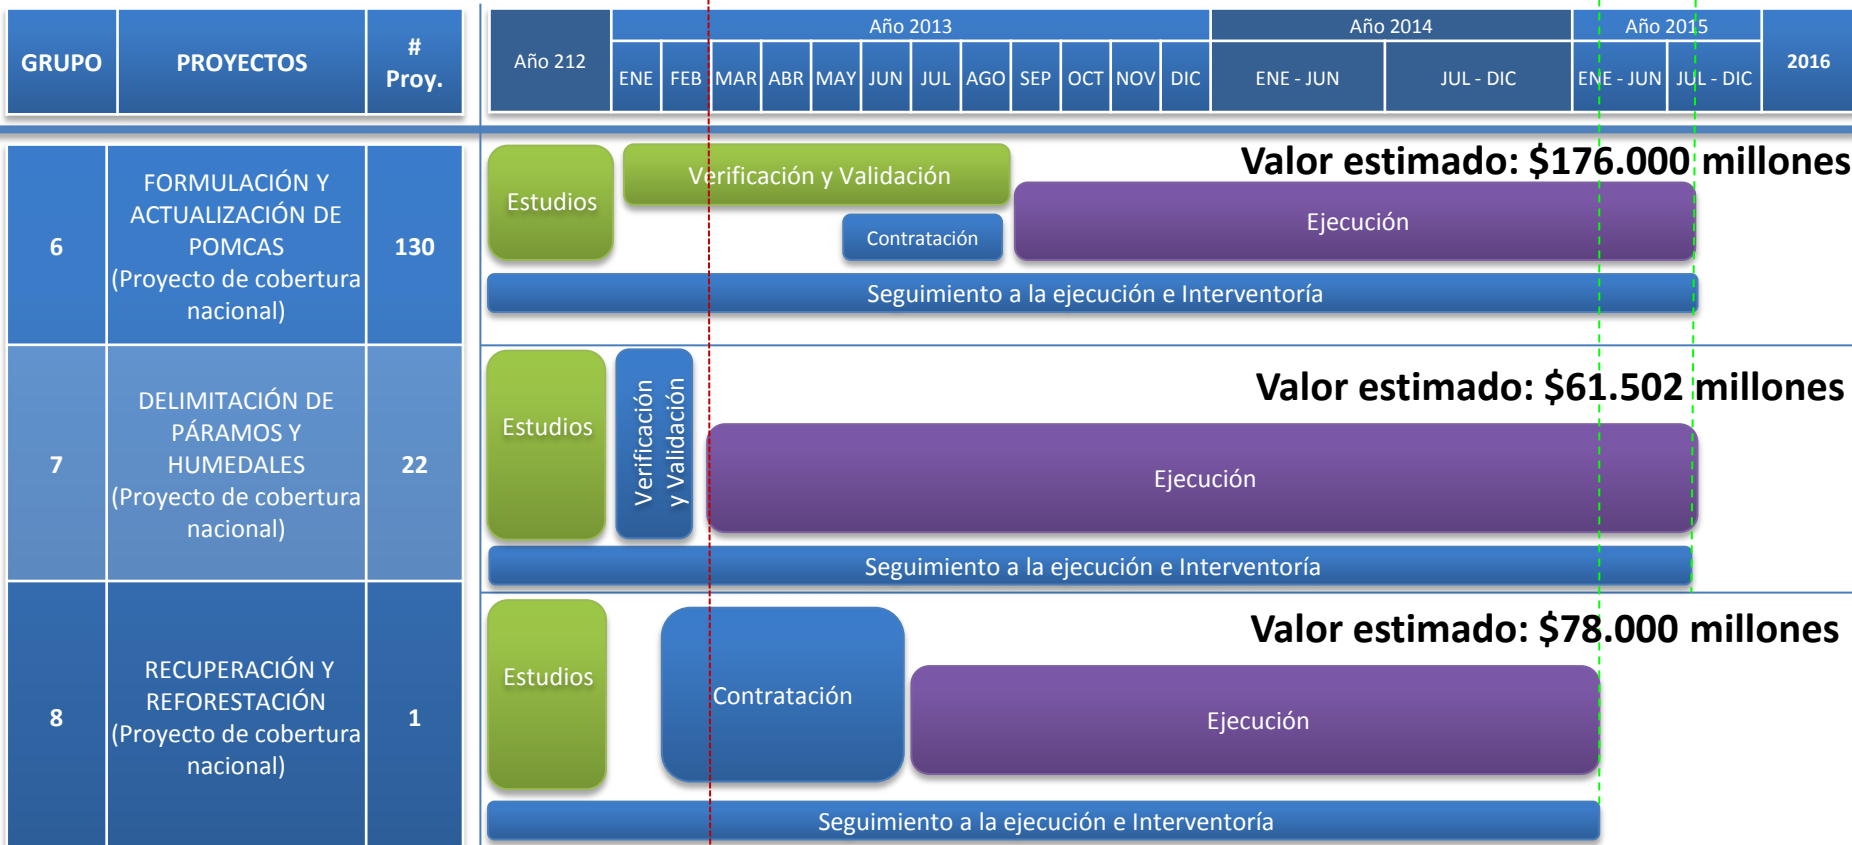 GRUPO
PROYECTOS
#
Proy.
Año 212
Año 2013
Año 2014
Año 2015
2016
ENE
FEB
MAR
ABR
MAY
JUN
JUL
AGO
SEP
OCT
NOV
DIC
ENE - JUN
JUL - DIC
ENE - JUN
JUL - DIC
6
FORMULACIÓN Y
ACTUALIZACIÓN DE
POMCAS
(Proyecto de cobertura
nacional)
130
Estudios
Verificación y Validación
Contratación
Valor estimado: $176.000 millones
Ejecución
Seguimiento a la ejecución e Interventoría
7
DELIMITACIÓN DE
PÁRAMOS Y
HUMEDALES
(Proyecto de cobertura
nacional)
22
Estudios
Verificación
y Validación
Valor estimado: $61.502 millones
Ejecución
Seguimiento a la ejecución e Interventoría
8
RECUPERACIÓN Y
REFORESTACIÓN
(Proyecto de cobertura
nacional)
1
Estudios
Contratación
Valor estimado: $78.000 millones
Ejecución
Seguimiento a la ejecución e Interventoría